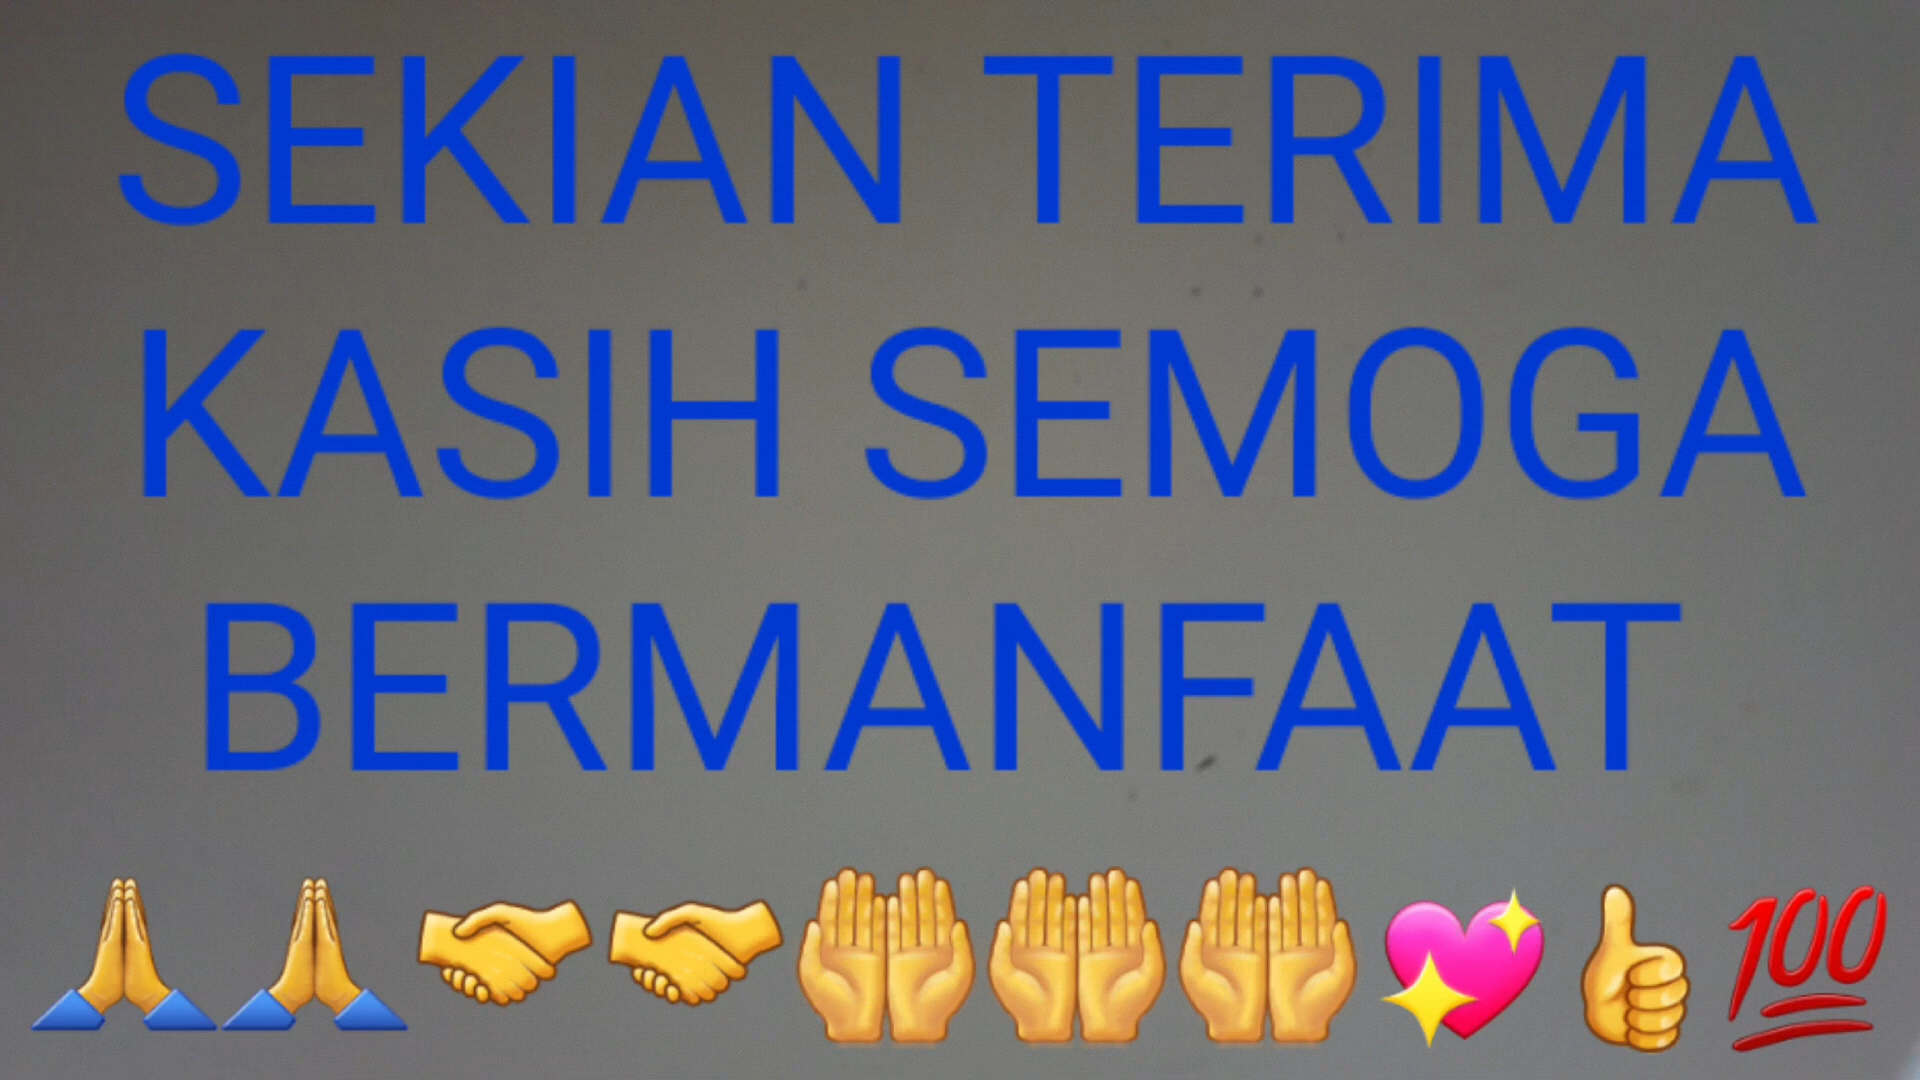 SEKIAN TERIMA
KASIH SEMOGA
BERMANFAAT
🙏🙏🤝🤝🤲🤲🤲💖👍💯